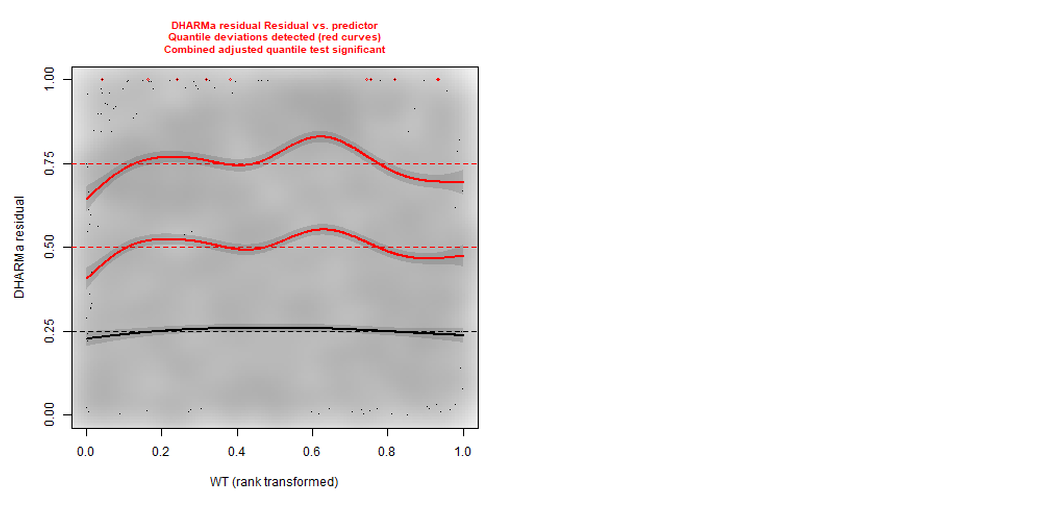 DHARMa residual Residual vs. predictor
Quantile deviations detected (red curves)
Combined adjusted quantile test significant
1.00
0.75
0.50
0.25
0.00
DHARMa residual
0.0 0.2 0.4 0.6 0.8 1.0
WT (rank transformed)